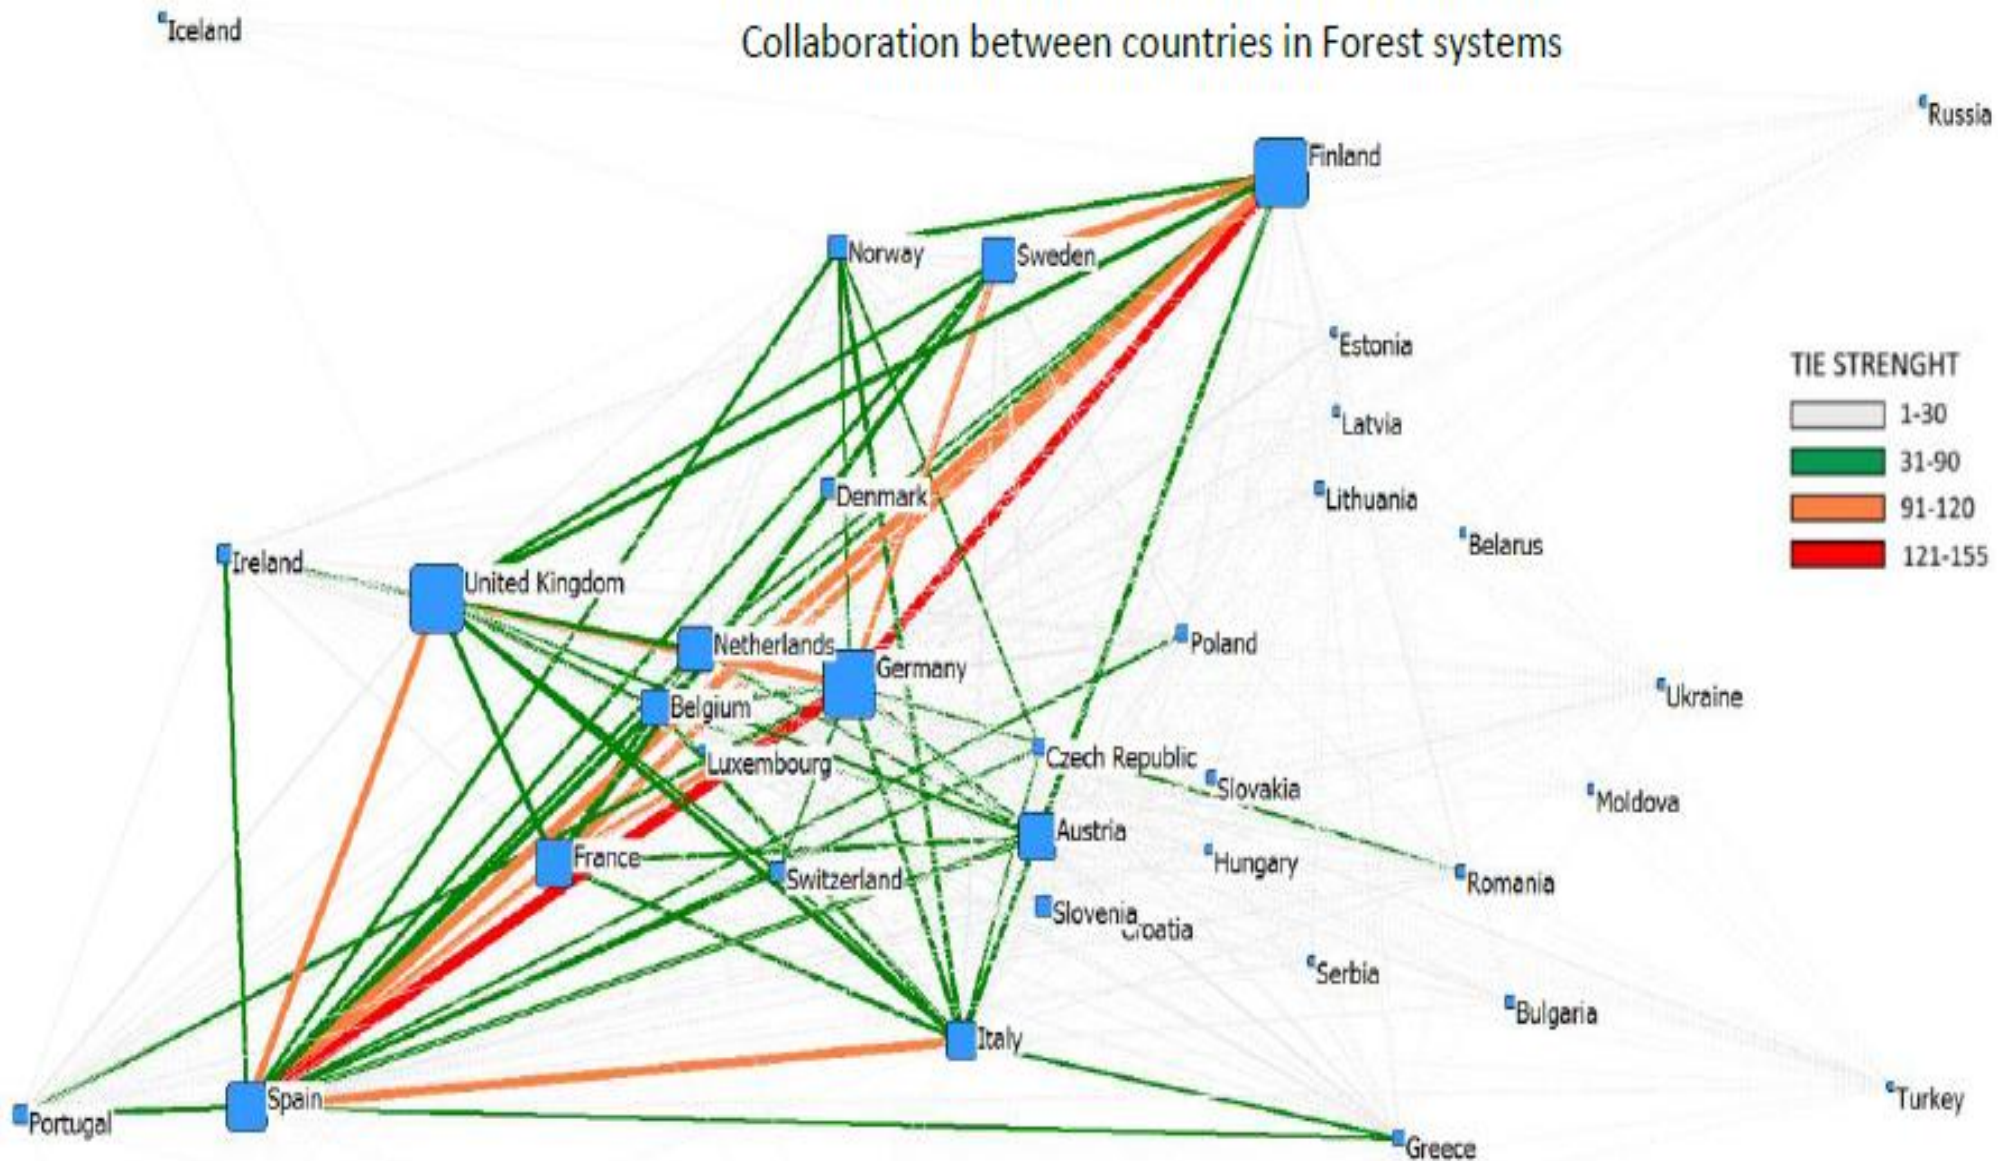 Iceland
Collaboration between countries in Forest systems
Russia
Finland
Norway
Sweden
Estonia
TIE STRENGHT
1-30
Latvia
31-90
Denmark
Lithuania
91-120
Belarus
121-155
Ireland
United Kingdom
Netherlands
Poland
Germany
Ukraine
Belgium
Czech Republic
Luxembourg
Slovakia
Moldova
Austria
France
Hungary
Switzerland
Romania
Slovenia
Croatia
Serbia
Bulgaria
Italy
Spain
Turkey
Portugal
Greece